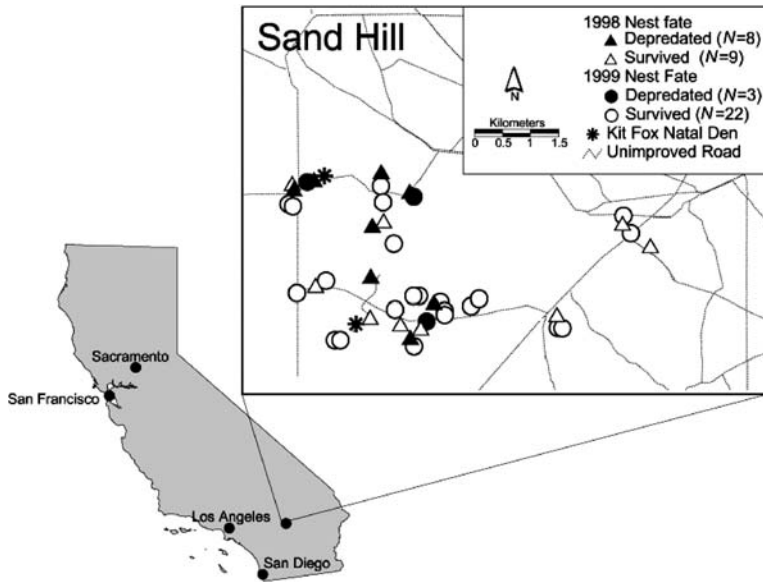 Sand Hill
1998 Nest fate
Depredated (N=8)
Survived (N=9)
1999 Nest Fate
Depredated (N=3)
Survived (N=22)
Kit Fox Natal Den
Unimproved Road
N
Kilometers
0 0.5 1 1.5
Sacramento
San Francisco
Los Angeles
San Diego